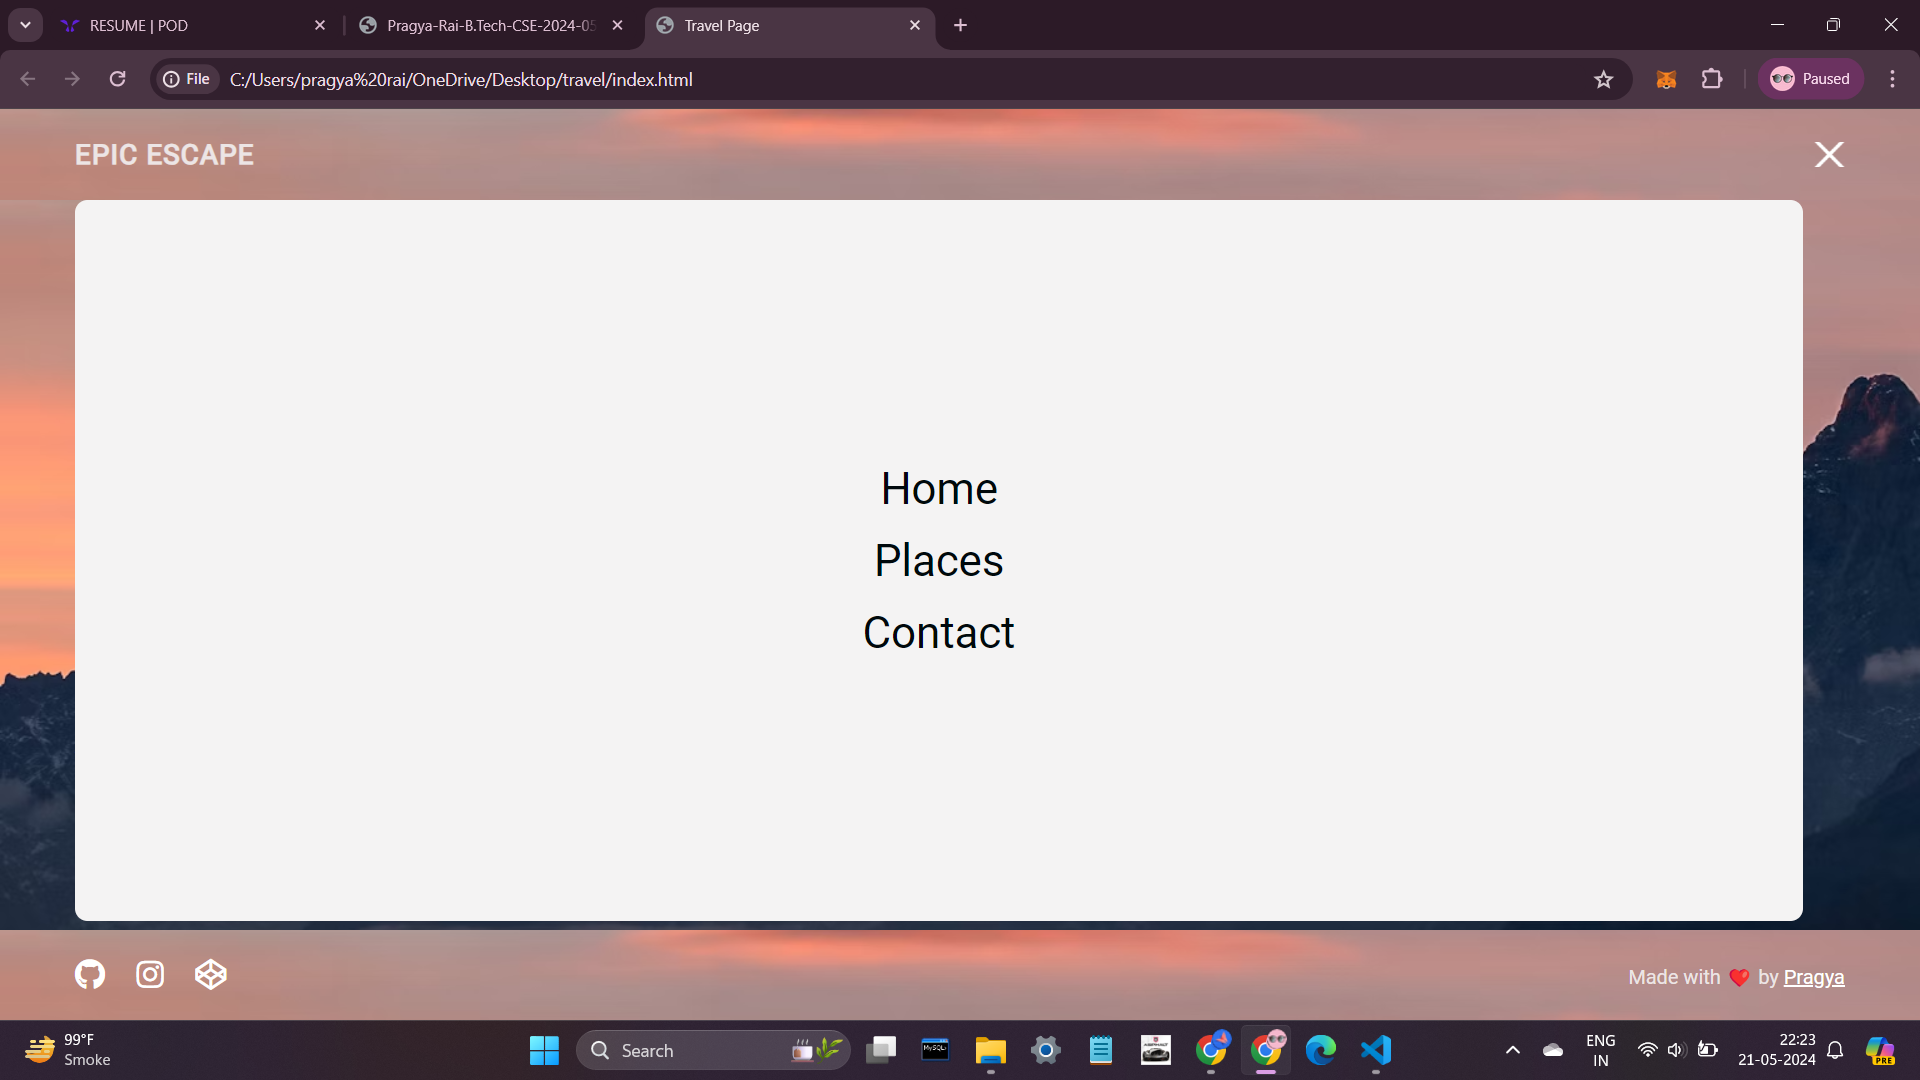 RESUME | POD
Pragya-Rai-B.Tech-CSE-2024-05
Travel Page
File
C:/Users/pragya%20rai/OneDrive/Desktop/travel/index.html
Paused
EPIC ESCAPE
Home
Places
Contact
Made with ❤️ by Pragya
99°F
Smoke
Search
MySQL
ENG
IN
22:23
21-05-2024
PRE